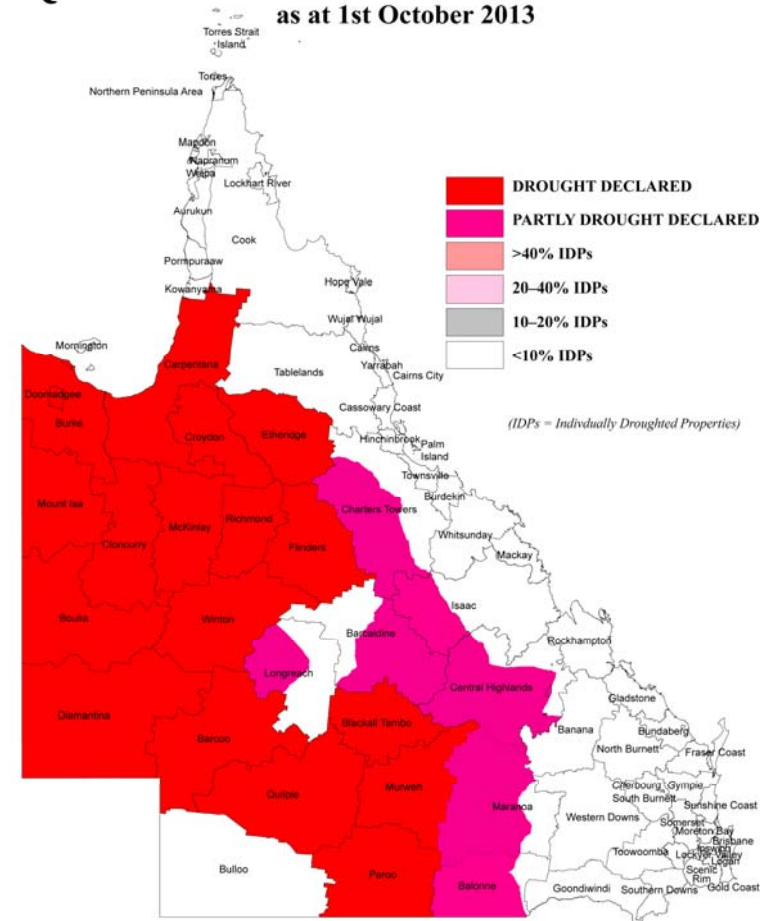 as at 1st October 2013
Torres Strait
Island
Torres
Northern Peninsula Area
Mapoon
Napranum
Weipa
Lockhart River
Aurukun
Cook
Pormpuraaw
Kowanyama
Hope Vale
Wujal Wujal
Mornington
Cairns
Carpentaria
Yarrabah
Tablelands
Cairns City
Doomadgee
Cassowary Coast
Burke
Croydon
Etheridge
Hinchinbrook
Palm
Island
Townsville
Mount Isa
Burdekin
Charters Towers
Richmond
McKinlay
Whitsunday
Cloncurry
Flinders
Mackay
Isaac
Boulia
Winton
Barcaldine
Rockhampton
Longreach
Central Highlands
Gladstone
Diamantina
Blackall Tambo
Banana
Bundaberg
Barcoo
North Burnett
Fraser Coast
Cherbourg
Gympie
Quilpie
Murweh
South Burnett
Sunshine Coast
Maranoa
Western Downs
Somerset
Moreton Bay
Brisbane
Ipswich
Toowoomba
Lockyer Valley
Logan
Bulloo
Paroo
Scenic
Rim
Balonne
Goondiwindi
Southern Downs
Gold Coast
DROUGHT DECLARED
PARTLY DROUGHT DECLARED
>40% IDPs
20–40% IDPs
10–20% IDPs
<10% IDPs
(IDPs = Indivdually Droughted Properties)